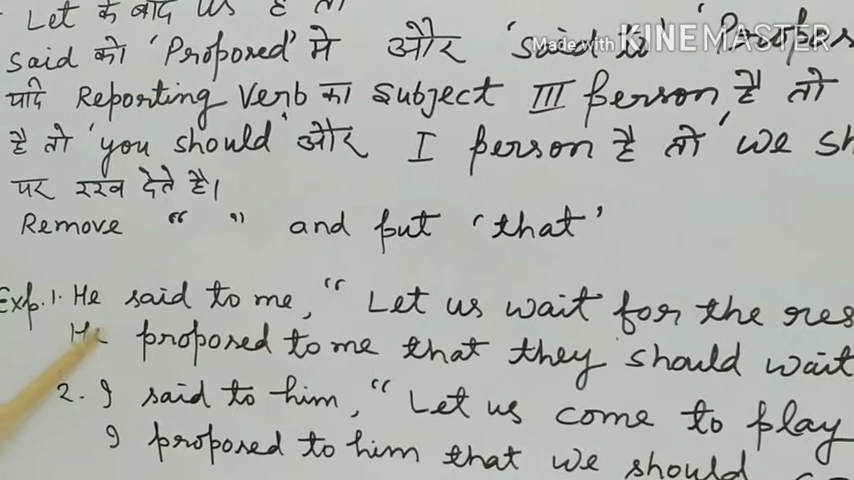 Let के बाद us है तो
Made with KINEMASTER
said को 'Proposed' में और 'said to' 'Propos
यदि Reporting Verb का Subject III person है तो
है तो 'you should' और I person है तो 'we sh
पर रख देते है।
Remove “ ” and put 'that'
Exp. 1. He said to me, “Let us wait for the res
He proposed to me that they should wait
2. I said to him, “Let us come to play
I proposed to him that we should